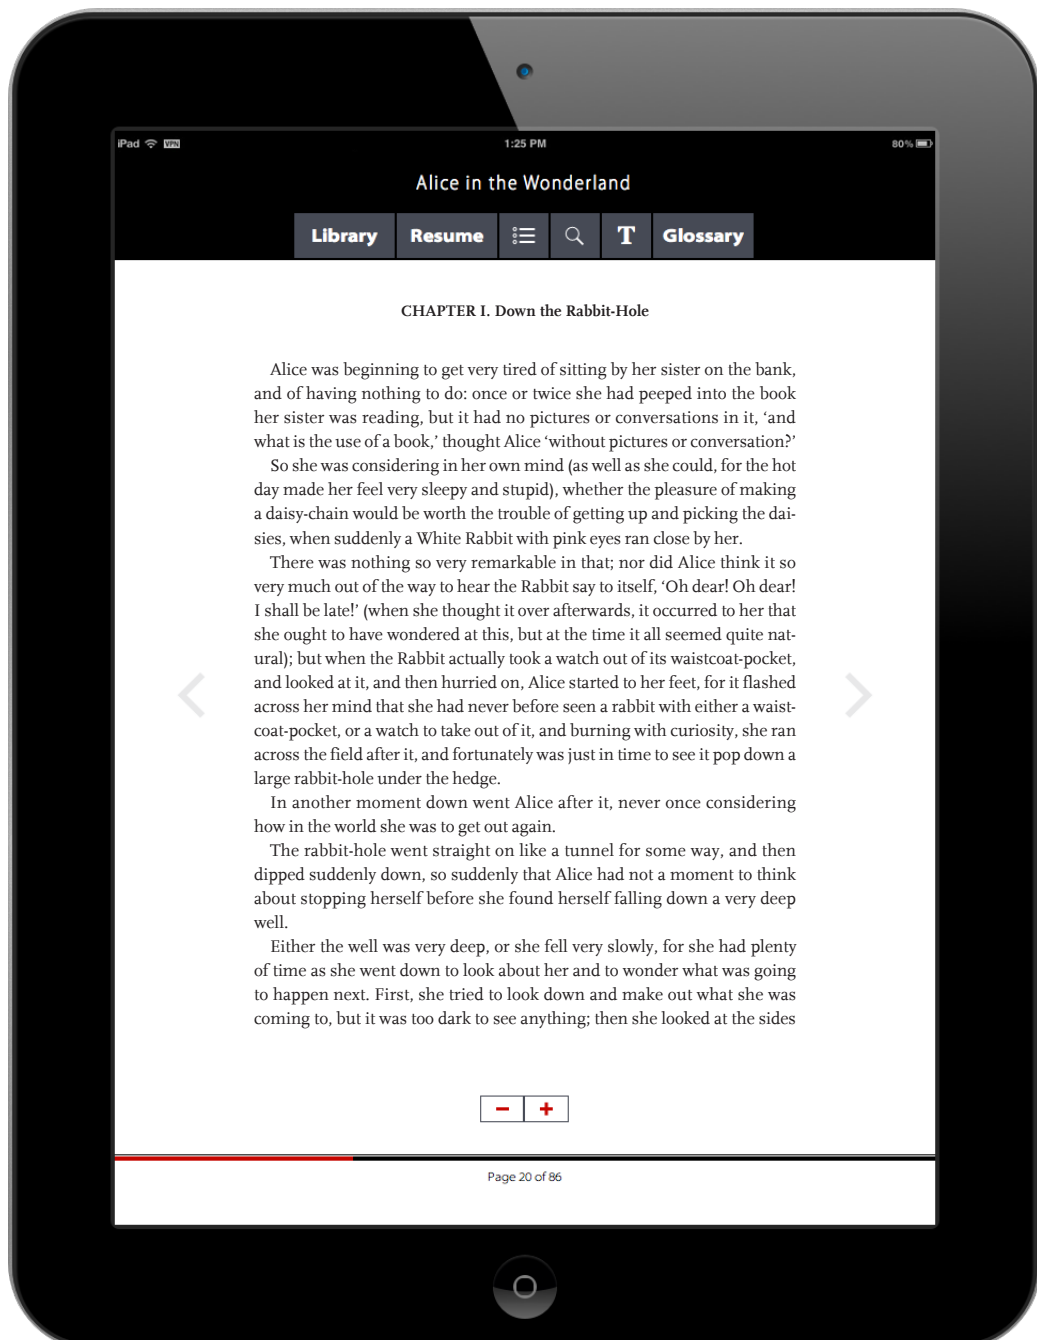 iPad VPN 1:25 PM 80%
Alice in the Wonderland
Library Resume T Glossary
CHAPTER I. Down the Rabbit-Hole
Alice was beginning to get very tired of sitting by her sister on the bank,
and of having nothing to do: once or twice she had peeped into the book
her sister was reading, but it had no pictures or conversations in it, ‘and
what is the use of a book,’ thought Alice ‘without pictures or conversation?’
So she was considering in her own mind (as well as she could, for the hot
day made her feel very sleepy and stupid), whether the pleasure of making
a daisy-chain would be worth the trouble of getting up and picking the dai-
sies, when suddenly a White Rabbit with pink eyes ran close by her.
There was nothing so very remarkable in that; nor did Alice think it so
very much out of the way to hear the Rabbit say to itself, ‘Oh dear! Oh dear!
I shall be late!’ (when she thought it over afterwards, it occurred to her that
she ought to have wondered at this, but at the time it all seemed quite nat-
ural); but when the Rabbit actually took a watch out of its waistcoat-pocket,
and looked at it, and then hurried on, Alice started to her feet, for it flashed
across her mind that she had never before seen a rabbit with either a waist-
coat-pocket, or a watch to take out of it, and burning with curiosity, she ran
across the field after it, and fortunately was just in time to see it pop down a
large rabbit-hole under the hedge.
In another moment down went Alice after it, never once considering
how in the world she was to get out again.
The rabbit-hole went straight on like a tunnel for some way, and then
dipped suddenly down, so suddenly that Alice had not a moment to think
about stopping herself before she found herself falling down a very deep
well.
Either the well was very deep, or she fell very slowly, for she had plenty
of time as she went down to look about her and to wonder what was going
to happen next. First, she tried to look down and make out what she was
coming to, but it was too dark to see anything; then she looked at the sides
− +
Page 20 of 86